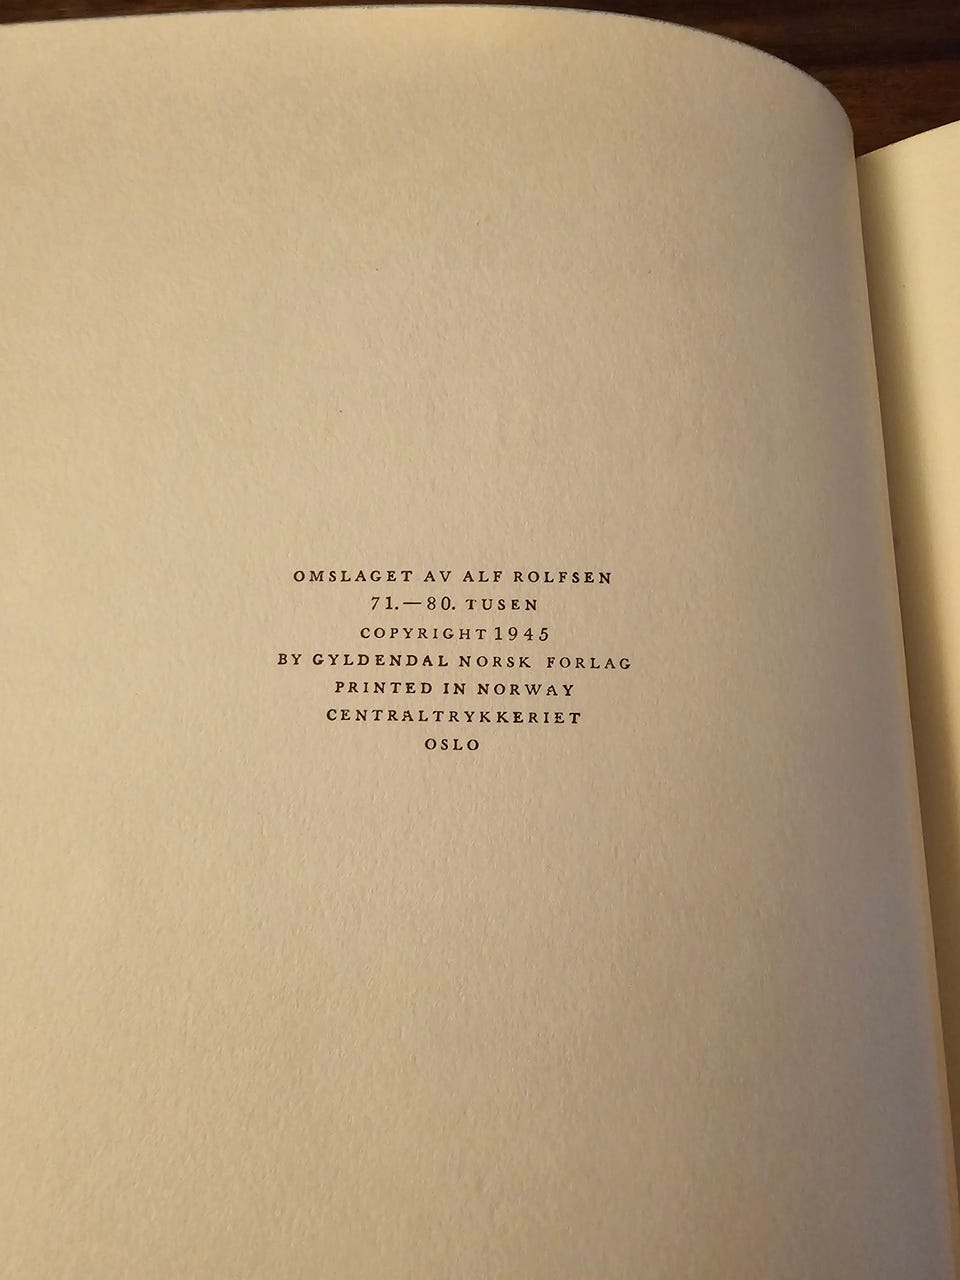 OMSLAGET AV ALF ROLFSEN
71.—80. TUSEN
COPYRIGHT 1945
BY GYLDENDAL NORSK FORLAG
PRINTED IN NORWAY
CENTRALTRYKKERIET
OSLO